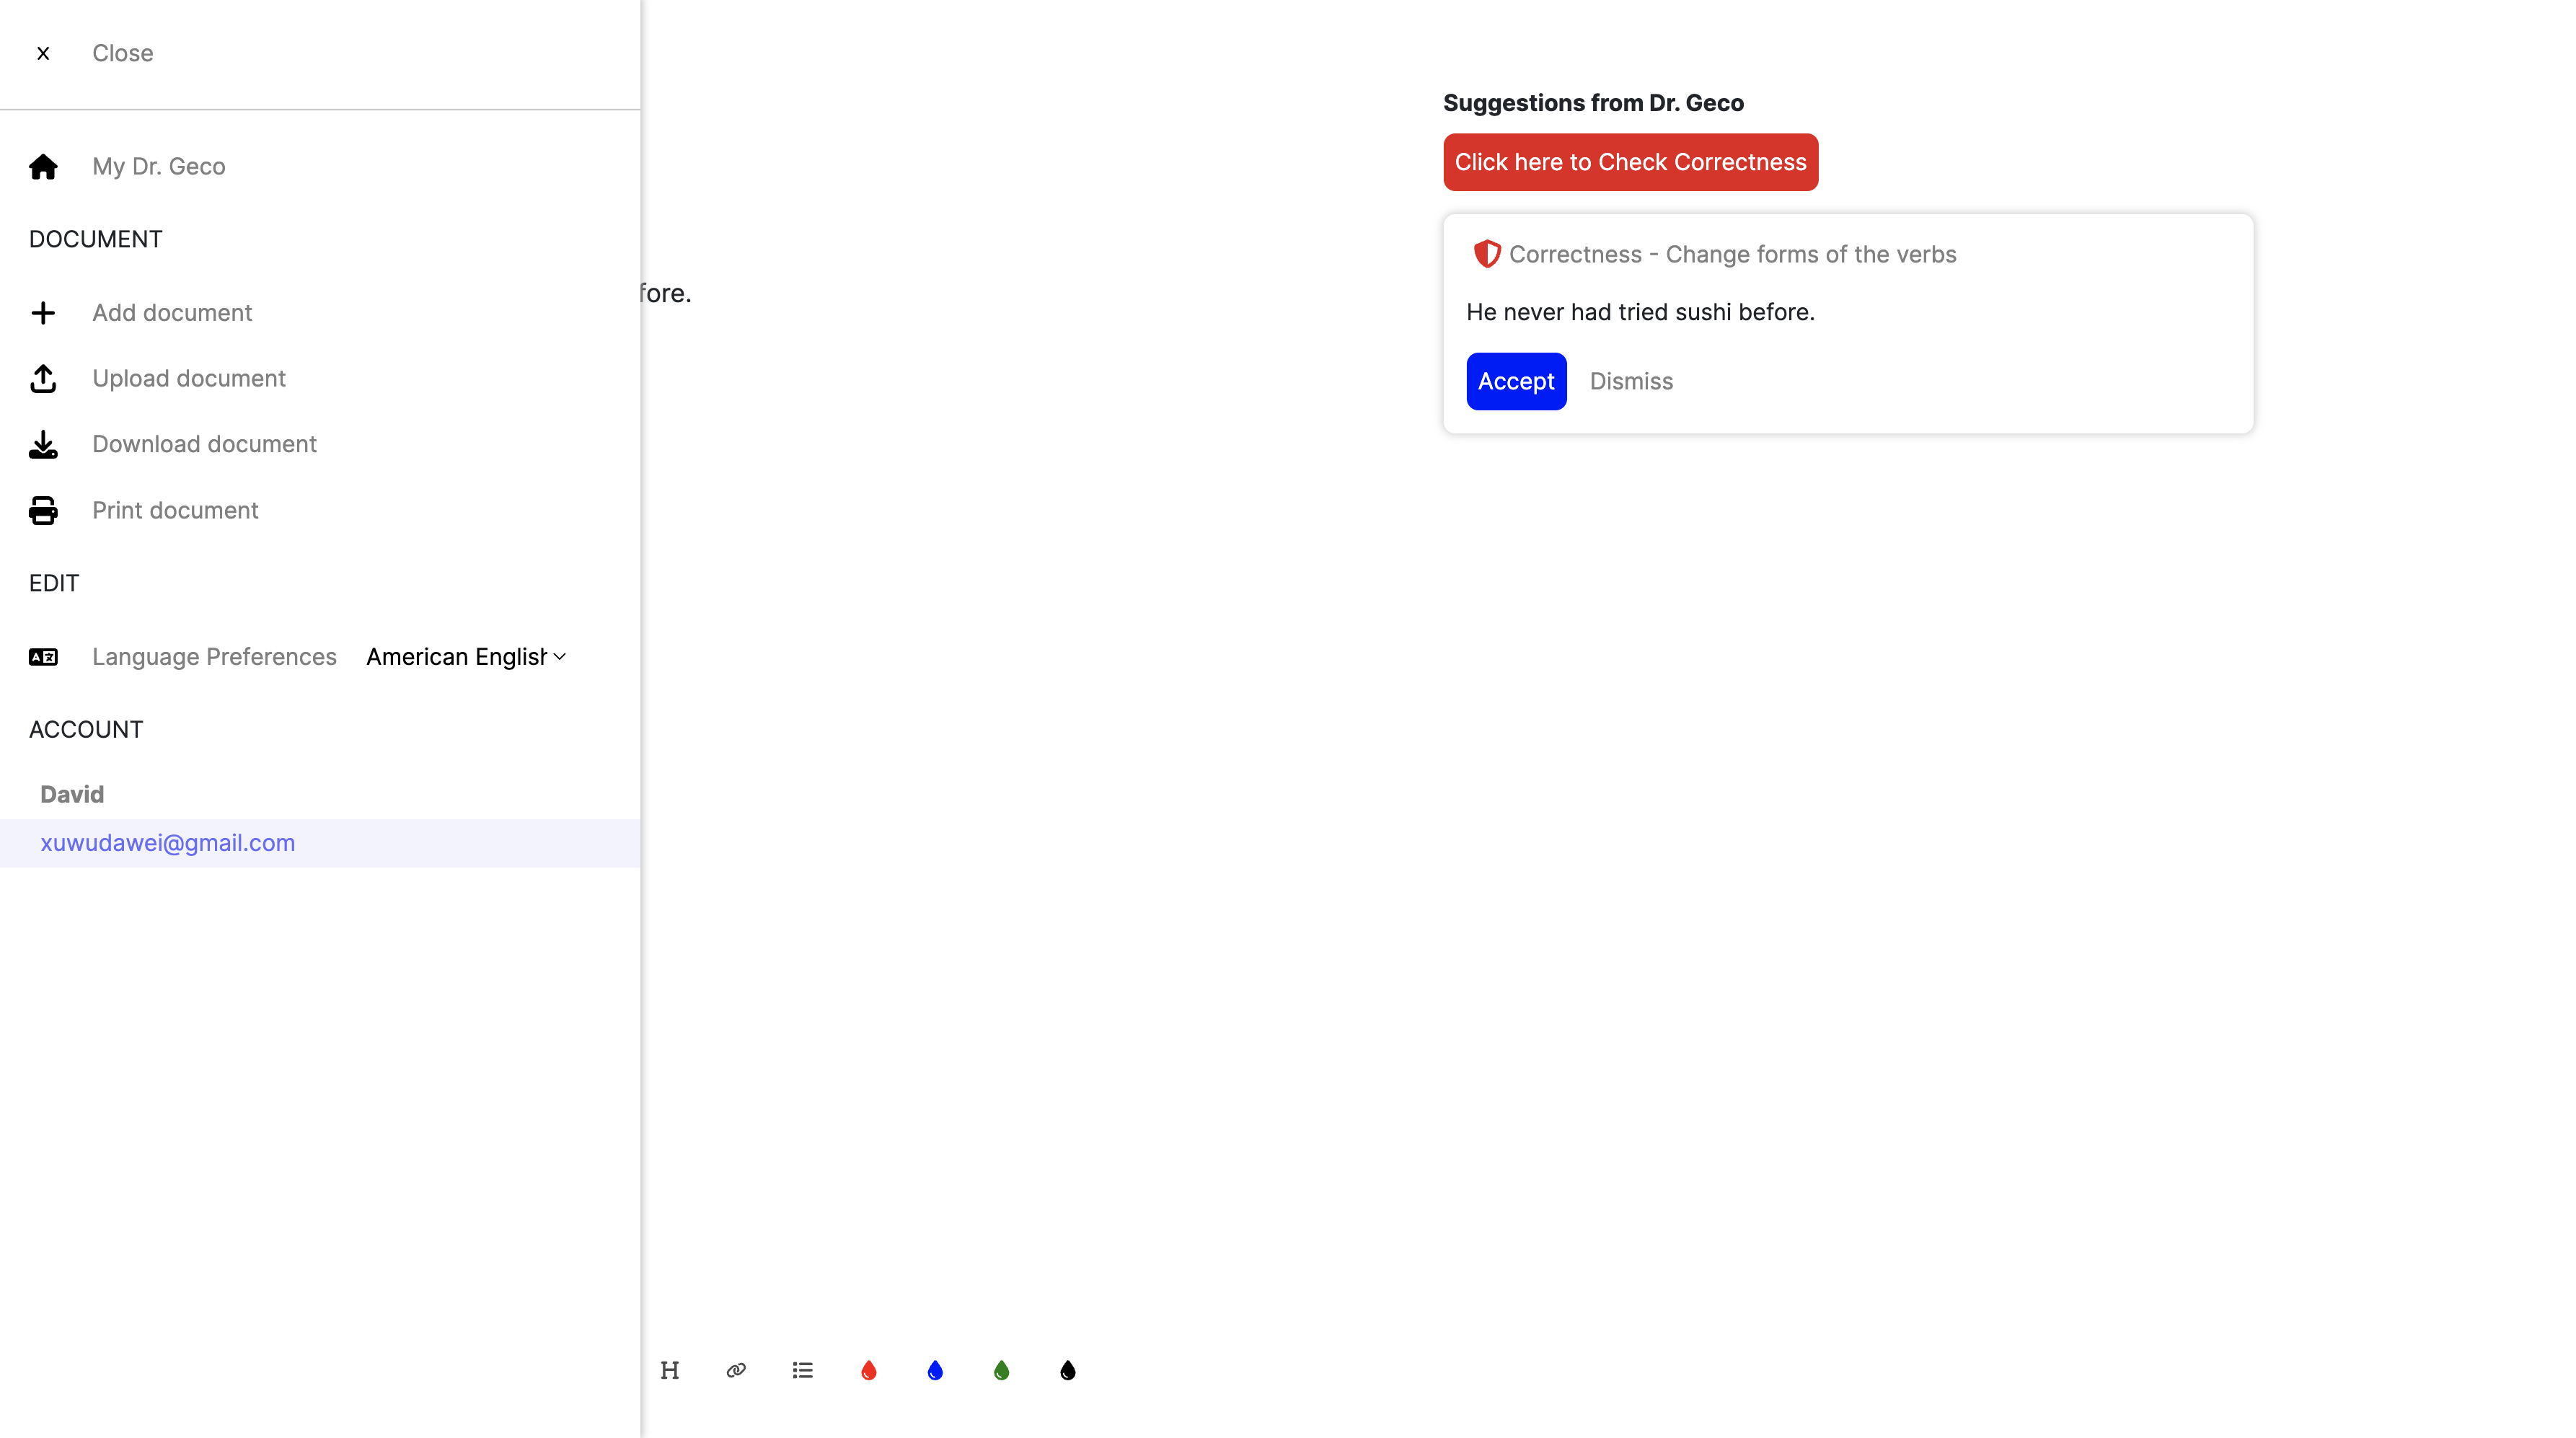 x Close
My Dr. Geco
DOCUMENT
Add document
Upload document
Download document
Print document
EDIT
Language Preferences American English
ACCOUNT
David
xuwudawei@gmail.com
fore.
H
Suggestions from Dr. Geco
Click here to Check Correctness
Correctness - Change forms of the verbs
He never had tried sushi before.
Accept Dismiss